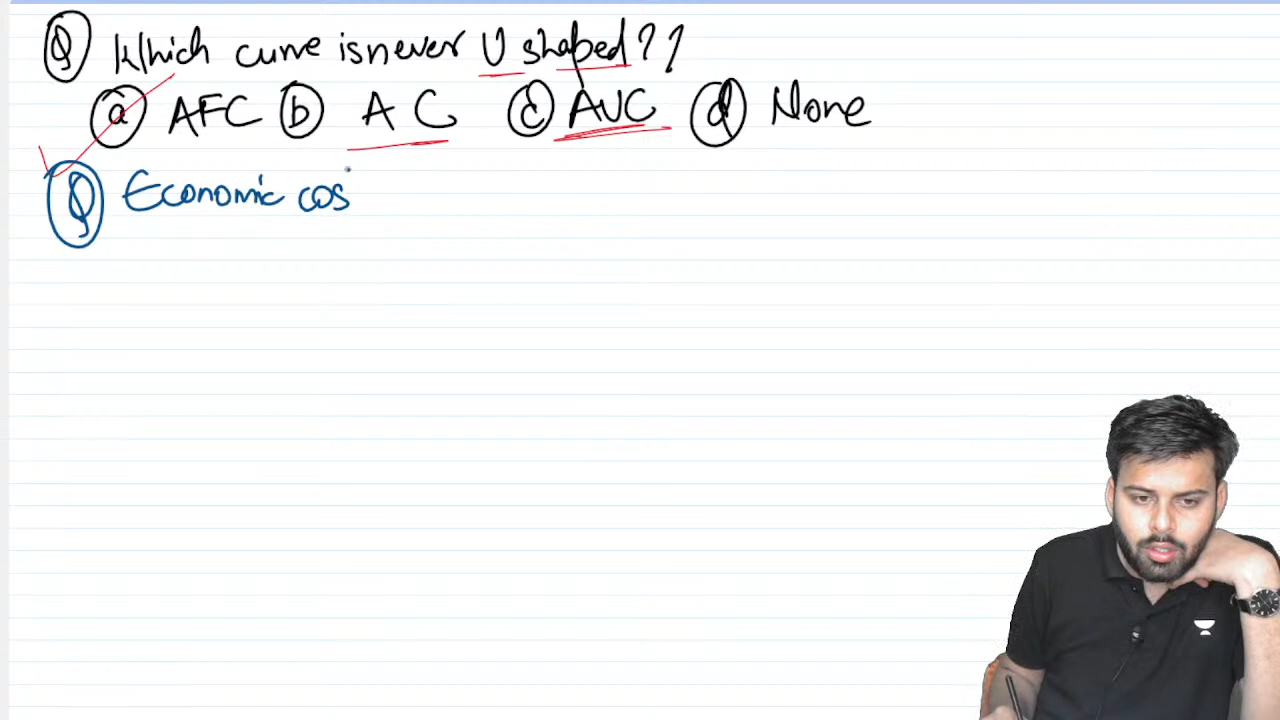 Q Which curve is never U shaped??
a AFC b AC c AVC d None
Q Economic cos